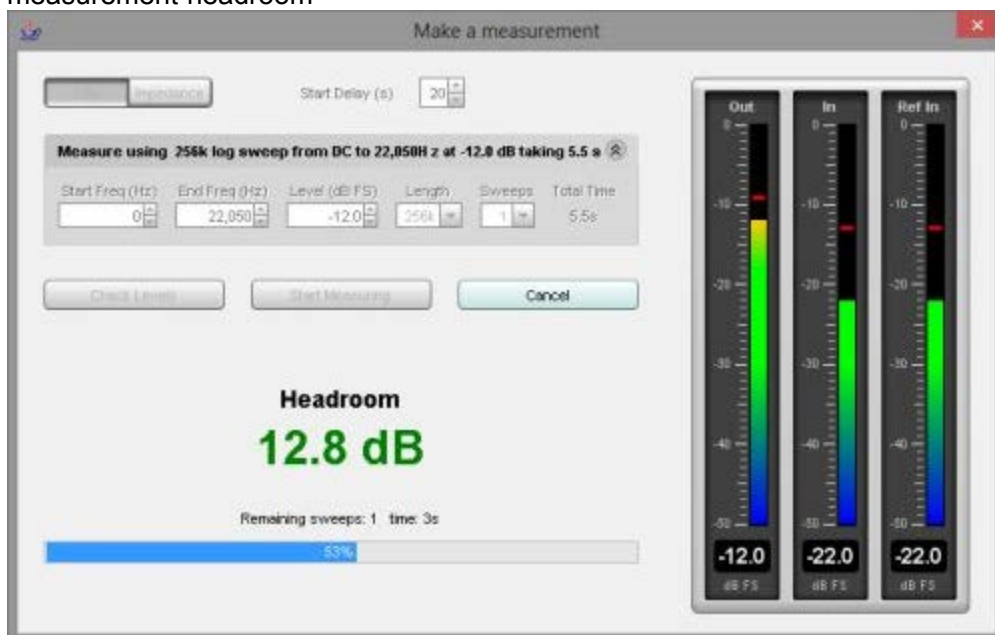 measurement headroom
Make a measurement
Impedance Start Delay (s) 20
Measure using 256k log sweep from DC to 22,050H z at -12.0 dB taking 5.5 s
Start Freq (Hz) End Freq (Hz) Level (dB FS) Length Sweeps Total Time
0 22,050 -12.0 256k 1 5.5s
Check Levels Start Measuring Cancel
Headroom
12.8 dB
Remaining sweeps: 1 time: 3s
53%
Out In Ref In
0 0 0
-10 -10 -10
-20 -20 -20
-30 -30 -30
-40 -40 -40
-50 -50 -50
-12.0 -22.0 -22.0
dB FS dB FS dB FS